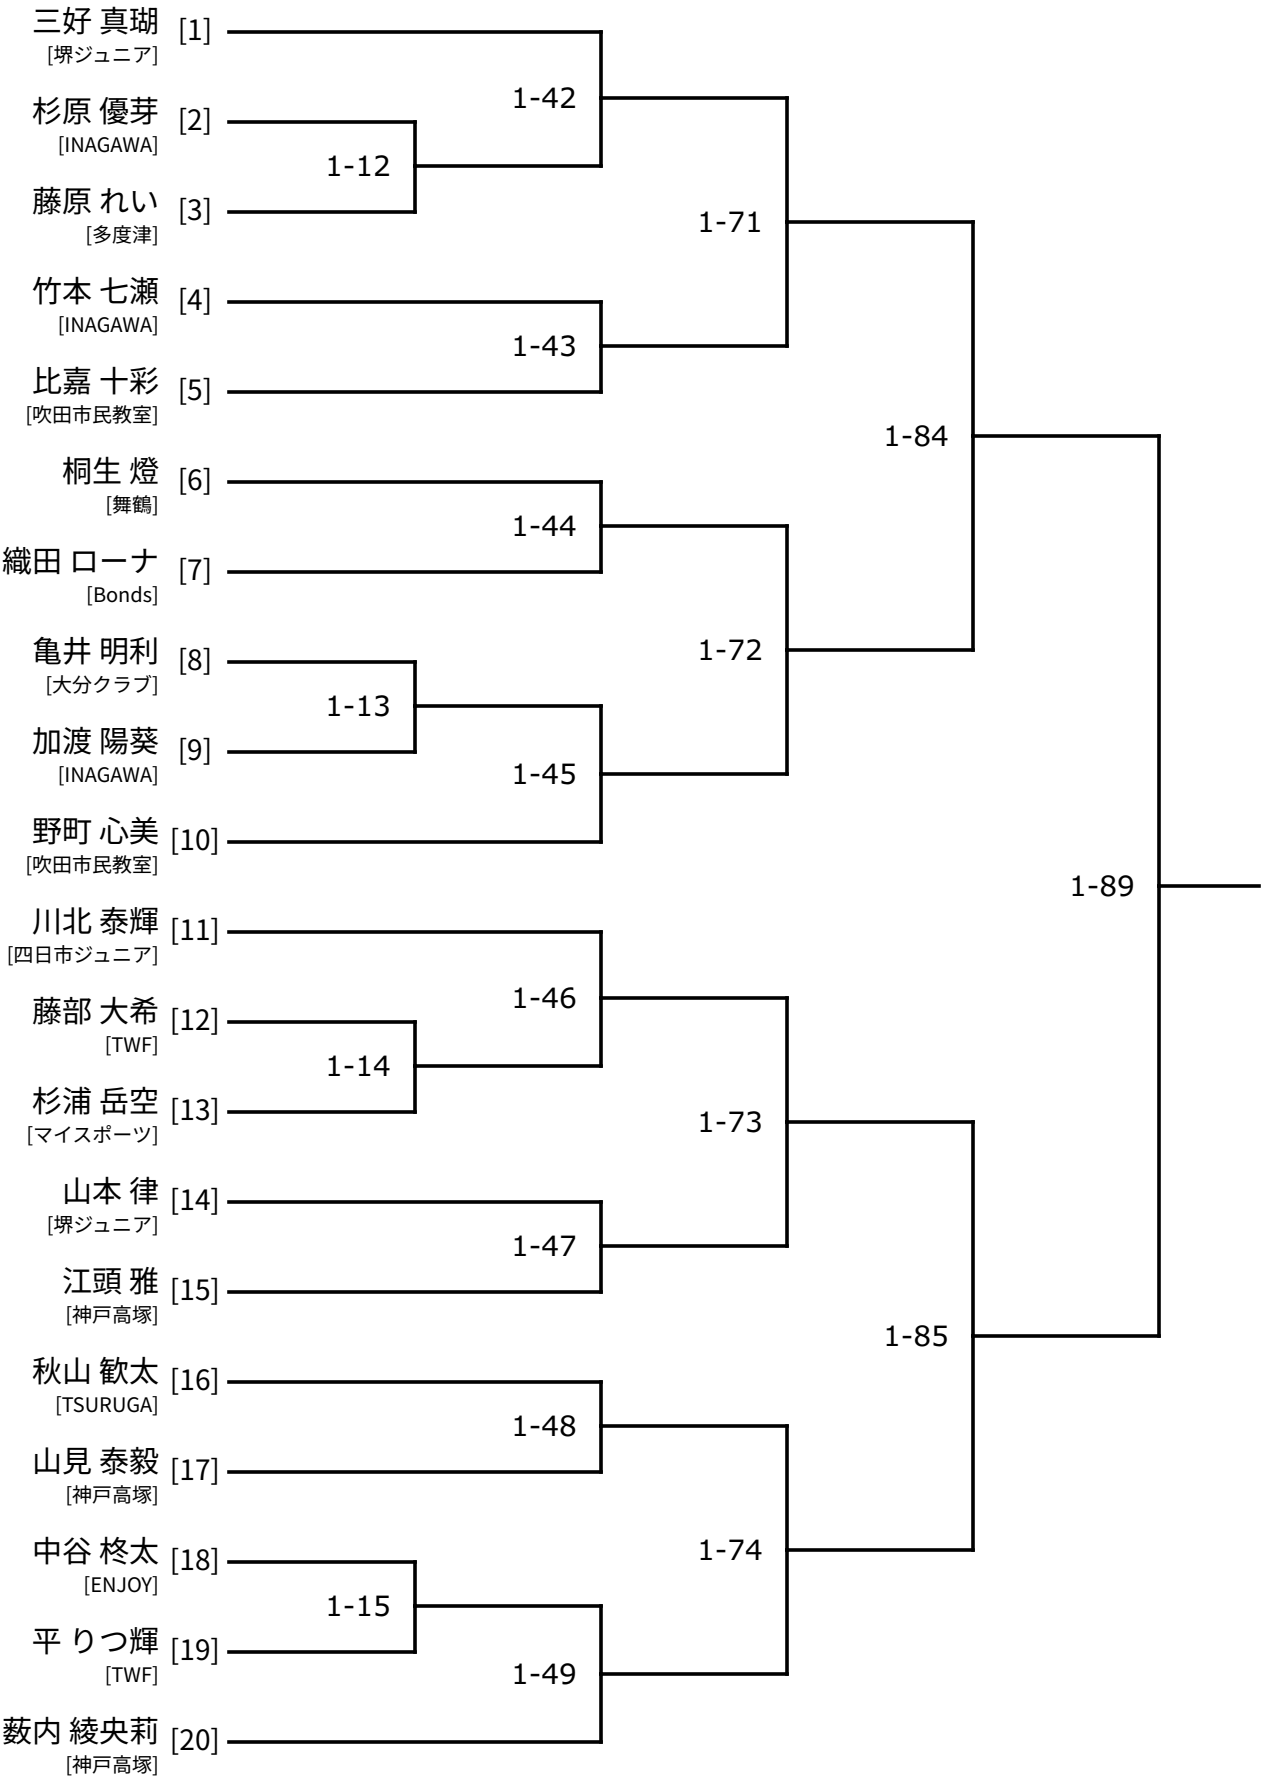 三好 真瑚 [1]
[堺ジュニア]
1-42
杉原 優芽 [2]
[INAGAWA]
1-12
藤原 れい [3]
[多度津]
1-71
竹本 七瀬 [4]
[INAGAWA]
1-43
比嘉 十彩 [5]
[吹田市民教室]
1-84
桐生 燈 [6]
[舞鶴]
1-44
織田 ローナ [7]
[Bonds]
亀井 明利 [8]
[大分クラブ]
1-72
1-13
加渡 陽葵 [9]
[INAGAWA]
1-45
野町 心美 [10]
[吹田市民教室]
1-89
川北 泰輝 [11]
[四日市ジュニア]
1-46
藤部 大希 [12]
[TWF]
1-14
杉浦 岳空 [13]
[マイスポーツ]
1-73
山本 律 [14]
[堺ジュニア]
1-47
江頭 雅 [15]
[神戸高塚]
1-85
秋山 歓太 [16]
[TSURUGA]
1-48
山見 泰毅 [17]
[神戸高塚]
中谷 柊太 [18]
[ENJOY]
1-74
1-15
平 りつ輝 [19]
[TWF]
1-49
薮内 綾央莉 [20]
[神戸高塚]